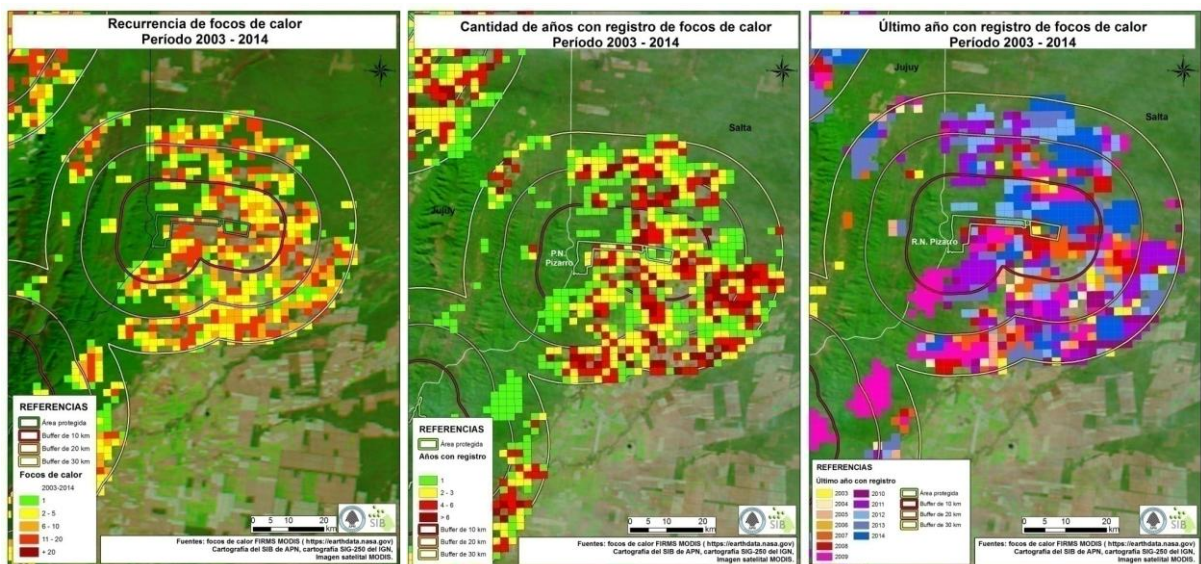 Recurrencia de focos de calor
Período 2003 - 2014
REFERENCIAS
Área protegida
Buffer de 10 km
Buffer de 20 km
Buffer de 30 km
Focos de calor
2003-2014
1
2 - 5
6 - 10
11 - 20
+ 20
0 5 10 20
km
SIB
Fuentes: focos de calor FIRMS MODIS ( https://earthdata.nasa.gov)
Cartografía del SIB de APN, cartografía SIG-250 del IGN,
Imagen satelital MODIS.
Cantidad de años con registro de focos de calor
Período 2003 - 2014
Salta
Jujuy
P.N.
Pizarro
REFERENCIAS
Área protegida
Años con registro
1
2 - 3
4 - 6
> 6
Buffer de 10 km
Buffer de 20 km
Buffer de 30 km
0 5 10 20
km
SIB
Fuentes: focos de calor FIRMS MODIS ( https://earthdata.nasa.gov)
Cartografía del SIB de APN, cartografía SIG-250 del IGN,
Imagen satelital MODIS.
Último año con registro de focos de calor
Período 2003 - 2014
Jujuy
Salta
R.N. Pizarro
REFERENCIAS
Último año con registro
2003
2004
2005
2006
2007
2008
2009
2010
2011
2012
2013
2014
Área protegida
Buffer de 10 km
Buffer de 20 km
Buffer de 30 km
0 5 10 20
km
SIB
Fuentes: focos de calor FIRMS MODIS ( https://earthdata.nasa.gov)
Cartografía del SIB de APN, cartografía SIG-250 del IGN,
Imagen satelital MODIS.